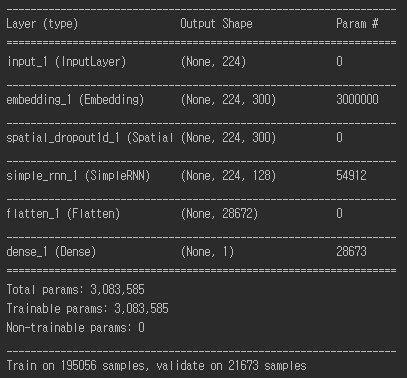 _________________________________________________________________
Layer (type)                 Output Shape              Param #
=================================================================
input_1 (InputLayer)         (None, 224)               0
_________________________________________________________________
embedding_1 (Embedding)      (None, 224, 300)          3000000
_________________________________________________________________
spatial_dropout1d_1 (Spatial (None, 224, 300)          0
_________________________________________________________________
simple_rnn_1 (SimpleRNN)     (None, 224, 128)          54912
_________________________________________________________________
flatten_1 (Flatten)          (None, 28672)             0
_________________________________________________________________
dense_1 (Dense)              (None, 1)                 28673
=================================================================
Total params: 3,083,585
Trainable params: 3,083,585
Non-trainable params: 0
_________________________________________________________________
Train on 195056 samples, validate on 21673 samples